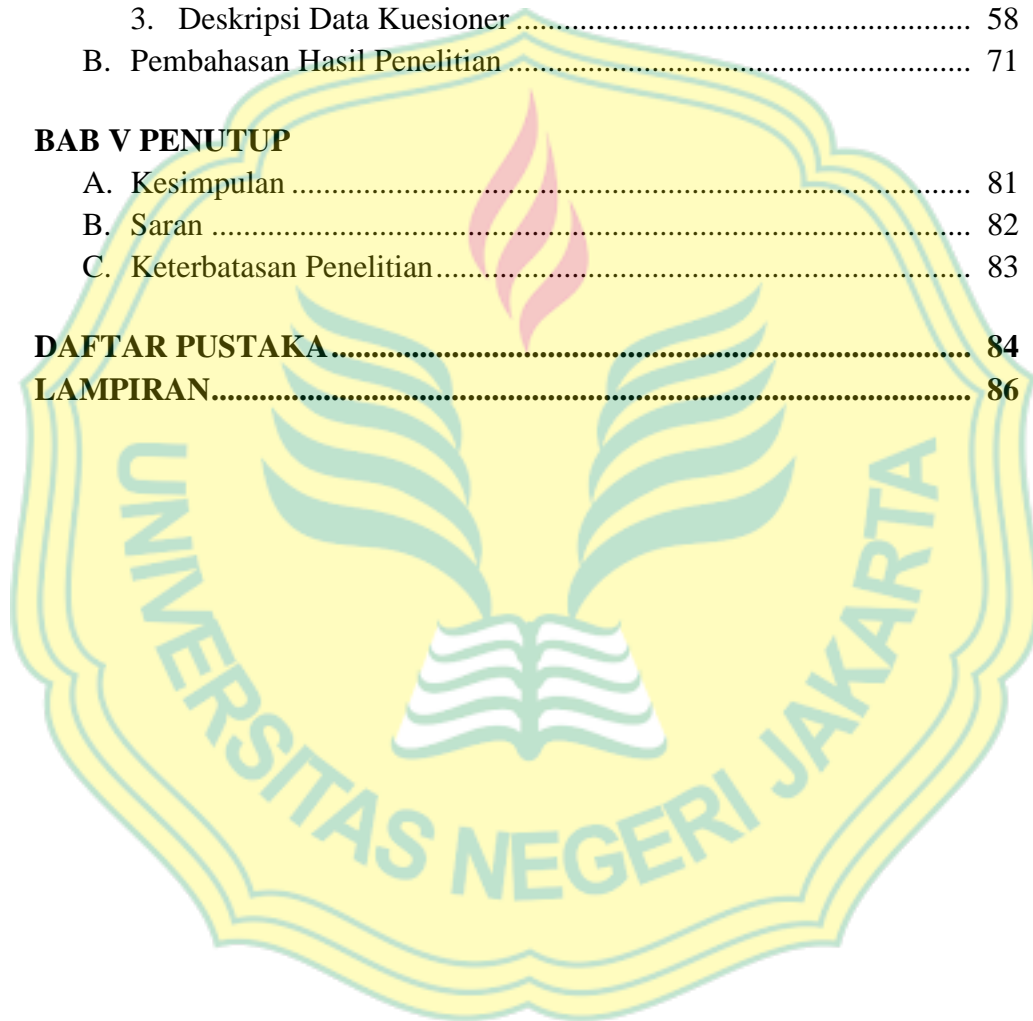 3. Deskripsi Data Kuesioner ........................................................................ 58
B. Pembahasan Hasil Penelitian ........................................................................ 71
BAB V PENUTUP
A. Kesimpulan ........................................................................ 81
B. Saran ........................................................................ 82
C. Keterbatasan Penelitian ........................................................................ 83
DAFTAR PUSTAKA ........................................................................ 84
LAMPIRAN ........................................................................ 86
UNIVERSITAS NEGERI JAKARTA